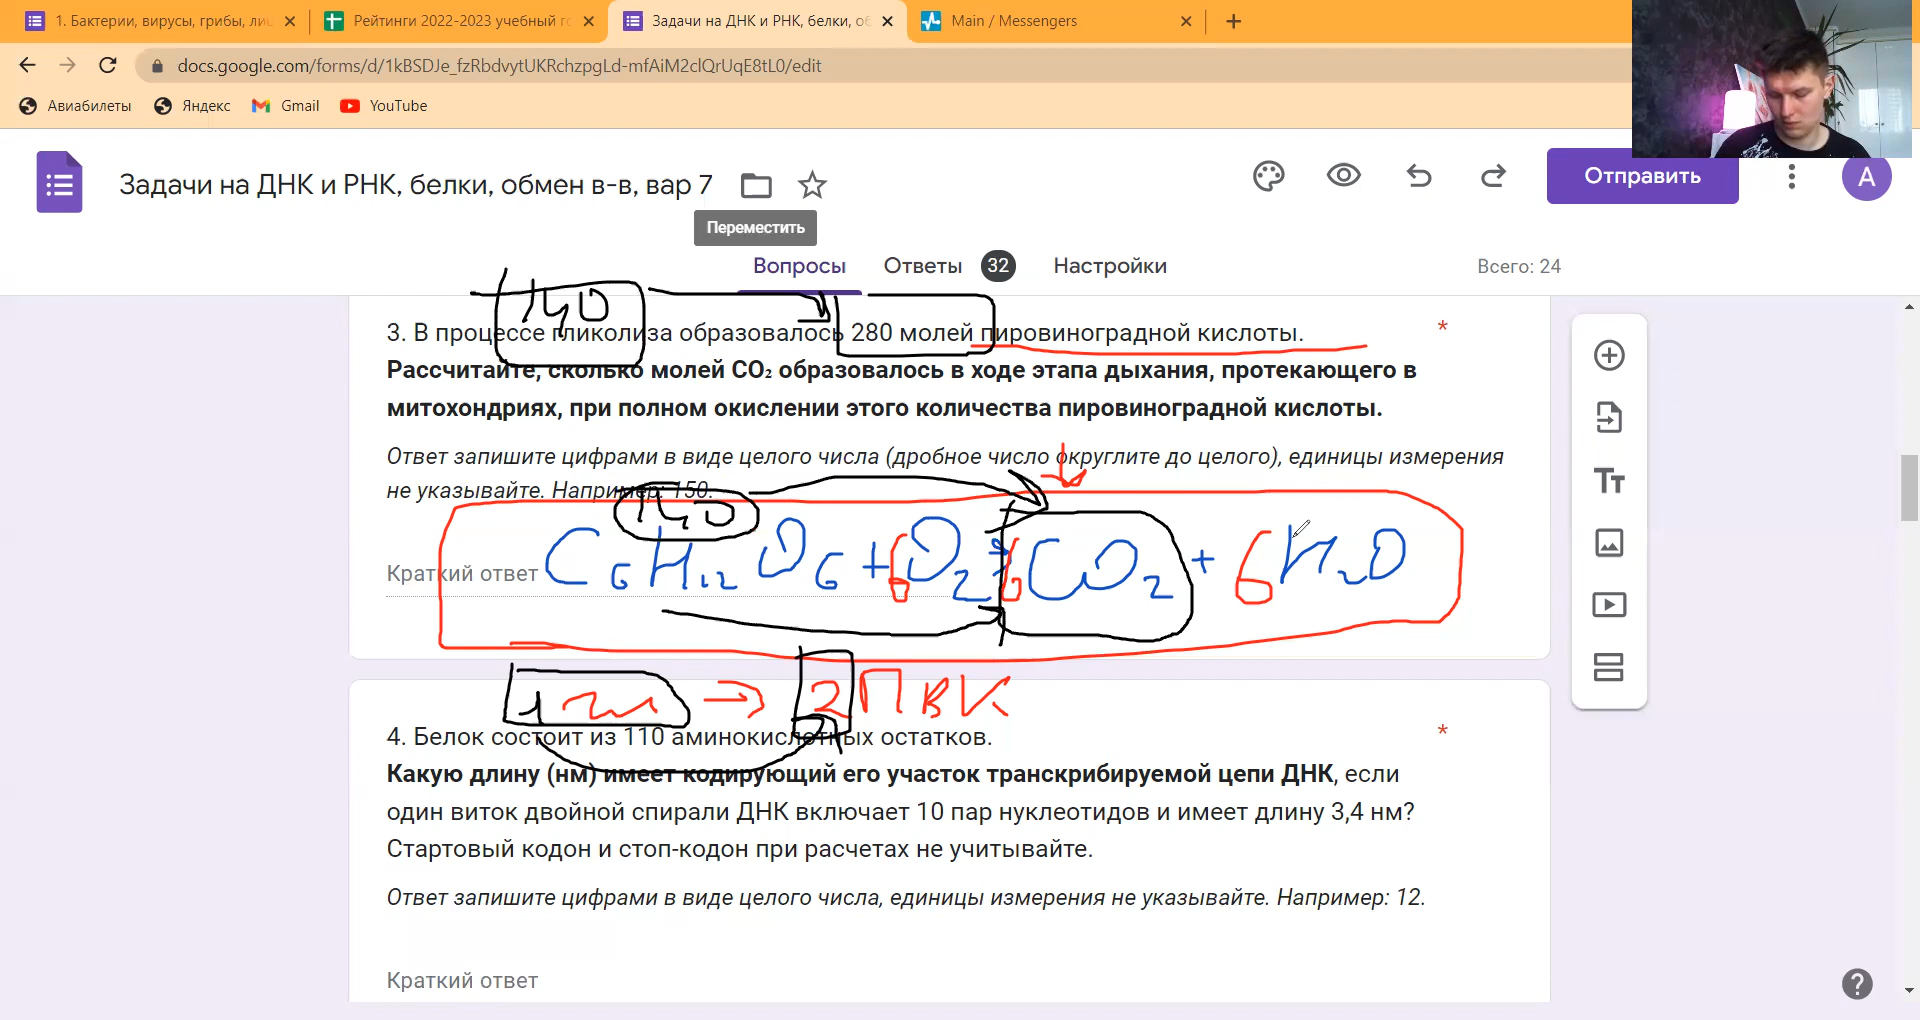 1. Бактерии, вирусы, грибы, ли
Рейтинги 2022-2023 учебный г
Задачи на ДНК и РНК, белки, о
Main / Messengers
docs.google.com/forms/d/1kBSDJe_fzRbdvytUKRchzpgLd-mfAiM2clQrUqE8tL0/edit
Авиабилеты
Яндекс
Gmail
YouTube
Задачи на ДНК и РНК, белки, обмен в-в, вар 7
Отправить
A
Переместить
Вопросы
Ответы 32
Настройки
Всего: 24
140
3. В процессе гликолиза образовалось 280 молей пировиноградной кислоты. *
Рассчитайте, сколько молей CO₂ образовалось в ходе этапа дыхания, протекающего в
митохондриях, при полном окислении этого количества пировиноградной кислоты.
Ответ запишите цифрами в виде целого числа (дробное число округлите до целого), единицы измерения
не указывайте. Например: 150.
140
C₆H₁₂O₆ + 6O₂ → 6CO₂ + 6H₂O
Краткий ответ
1 гл → 2 ПВК
4. Белок состоит из 110 аминокислотных остатков. *
Какую длину (нм) имеет кодирующий его участок транскрибируемой цепи ДНК, если
один виток двойной спирали ДНК включает 10 пар нуклеотидов и имеет длину 3,4 нм?
Стартовый кодон и стоп-кодон при расчетах не учитывайте.
Ответ запишите цифрами в виде целого числа, единицы измерения не указывайте. Например: 12.
Краткий ответ